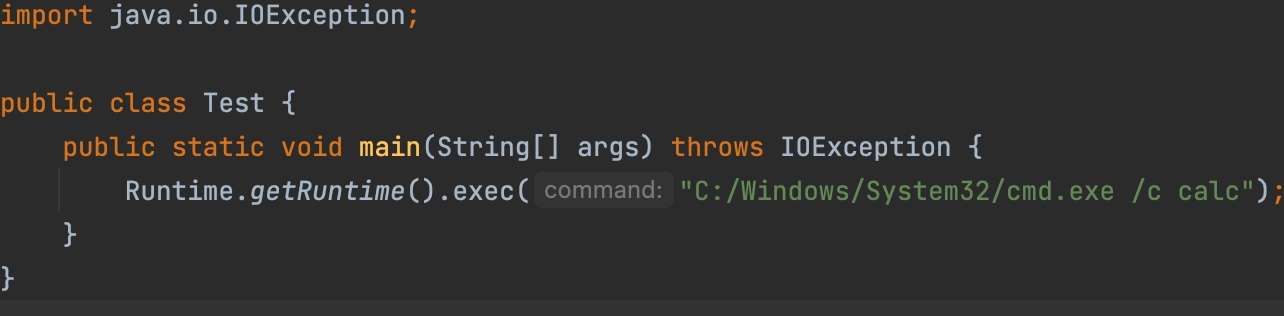 import java.io.IOException;
public class Test {
public static void main(String[] args) throws IOException {
Runtime.getRuntime().exec( command: "C:/Windows/System32/cmd.exe /c calc");
}
}